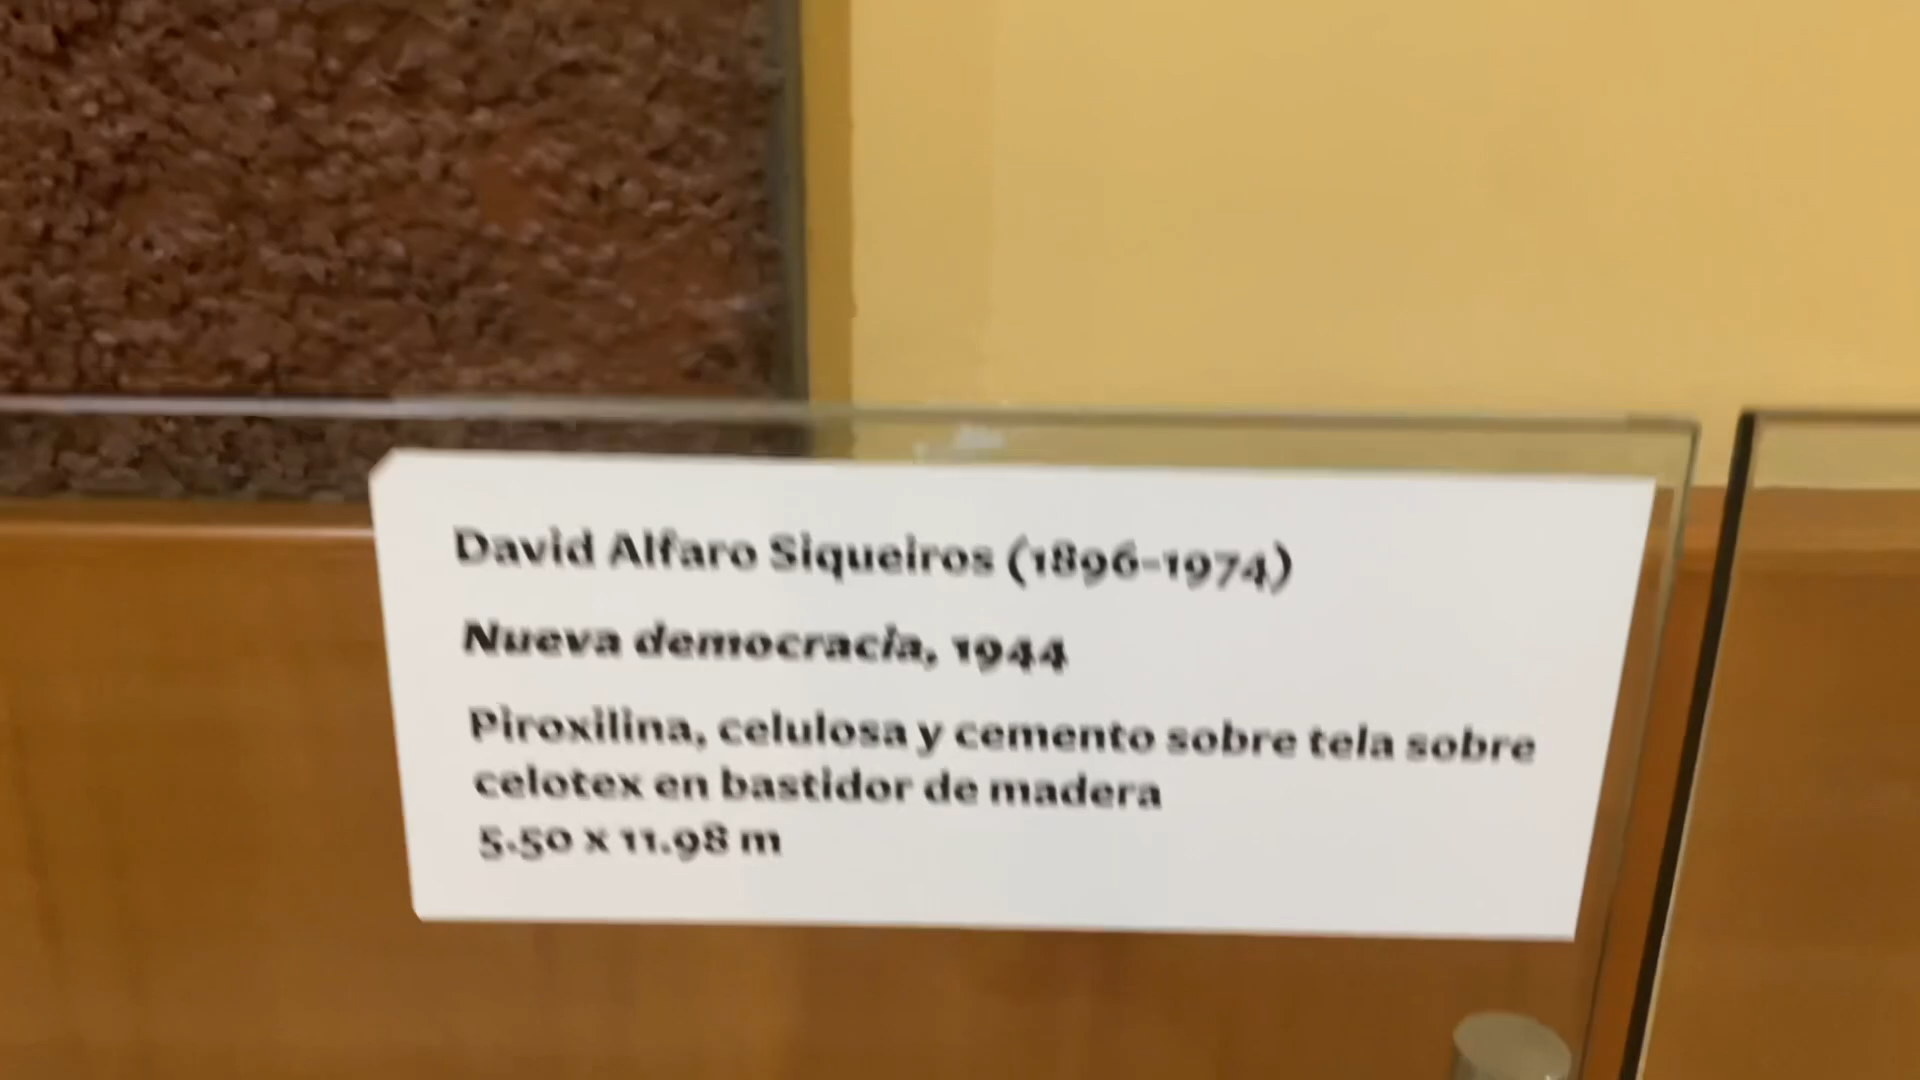 David Alfaro Siqueiros (1896-1974)
Nueva democracia, 1944
Piroxilina, celulosa y cemento sobre tela sobre
celotex en bastidor de madera
5.50 x 11.98 m